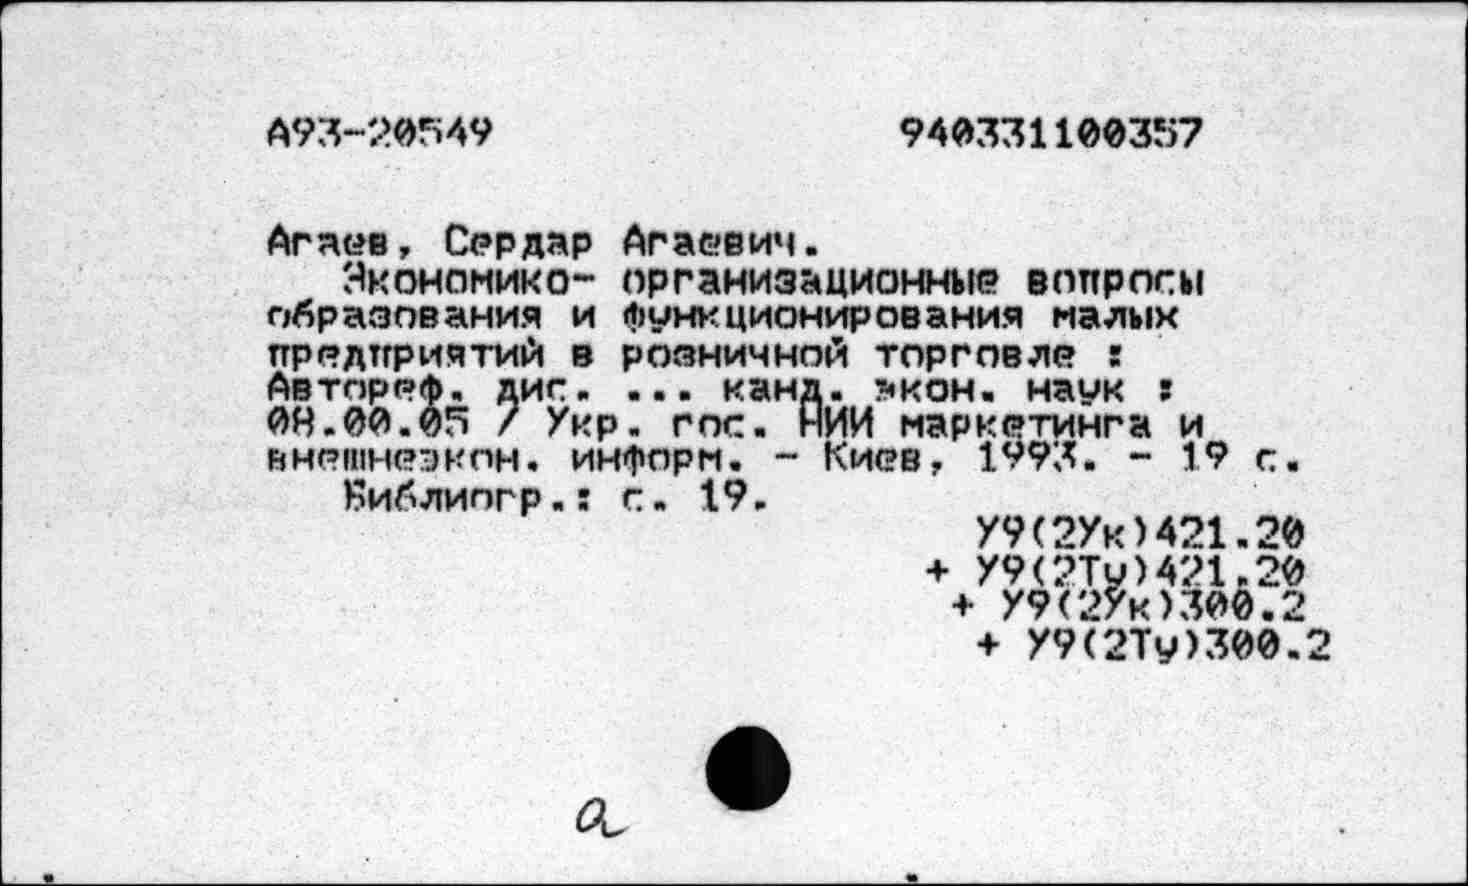 А93-20549 940331100357
Агаев, Сердар Агаевич.
Экономико- организационные вопросы
образования и функционирования малых
предприятий в розничной торговле :
Автореф. дис. ... канд. экон. наук :
08.00.05 / Укр. гос. НИИ маркетинга и
внешнеэкон. информ. - Киев, 1993. - 19 с.
Библиогр.: с. 19.
У9(2Ук)421.20
+ У9(2Ту)421.20
+ У9(2Ук)300.2
+ У9(2Ту)300.2
а